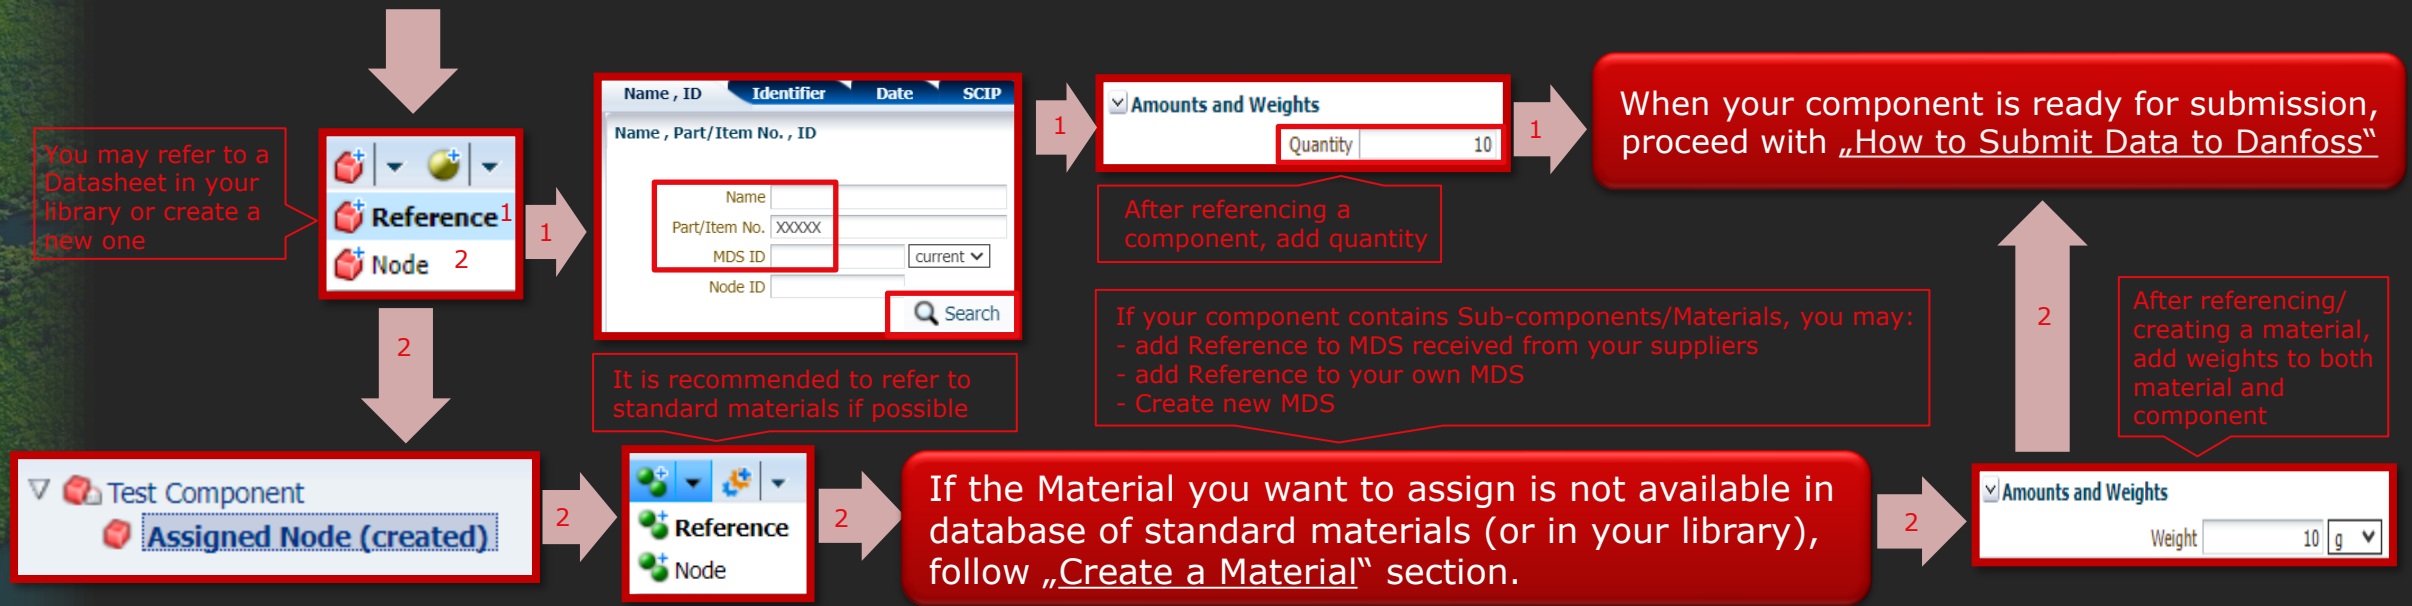 You may refer to a
Datasheet in your
library or create a
new one
Reference 1
Node 2
1
Name , ID Identifier Date SCIP
Name , Part/Item No. , ID
Name
Part/Item No. XXXXX
MDS ID current
Node ID
Search
1
Amounts and Weights
Quantity 10
After referencing a
component, add quantity
1
When your component is ready for submission,
proceed with „How to Submit Data to Danfoss“
2
Test Component
Assigned Node (created)
2
It is recommended to refer to
standard materials if possible
Reference
Node
2
If your component contains Sub-components/Materials, you may:
- add Reference to MDS received from your suppliers
- add Reference to your own MDS
- Create new MDS
If the Material you want to assign is not available in
database of standard materials (or in your library),
follow „Create a Material“ section.
2
After referencing/
creating a material,
add weights to both
material and
component
Amounts and Weights
Weight 10 g
2